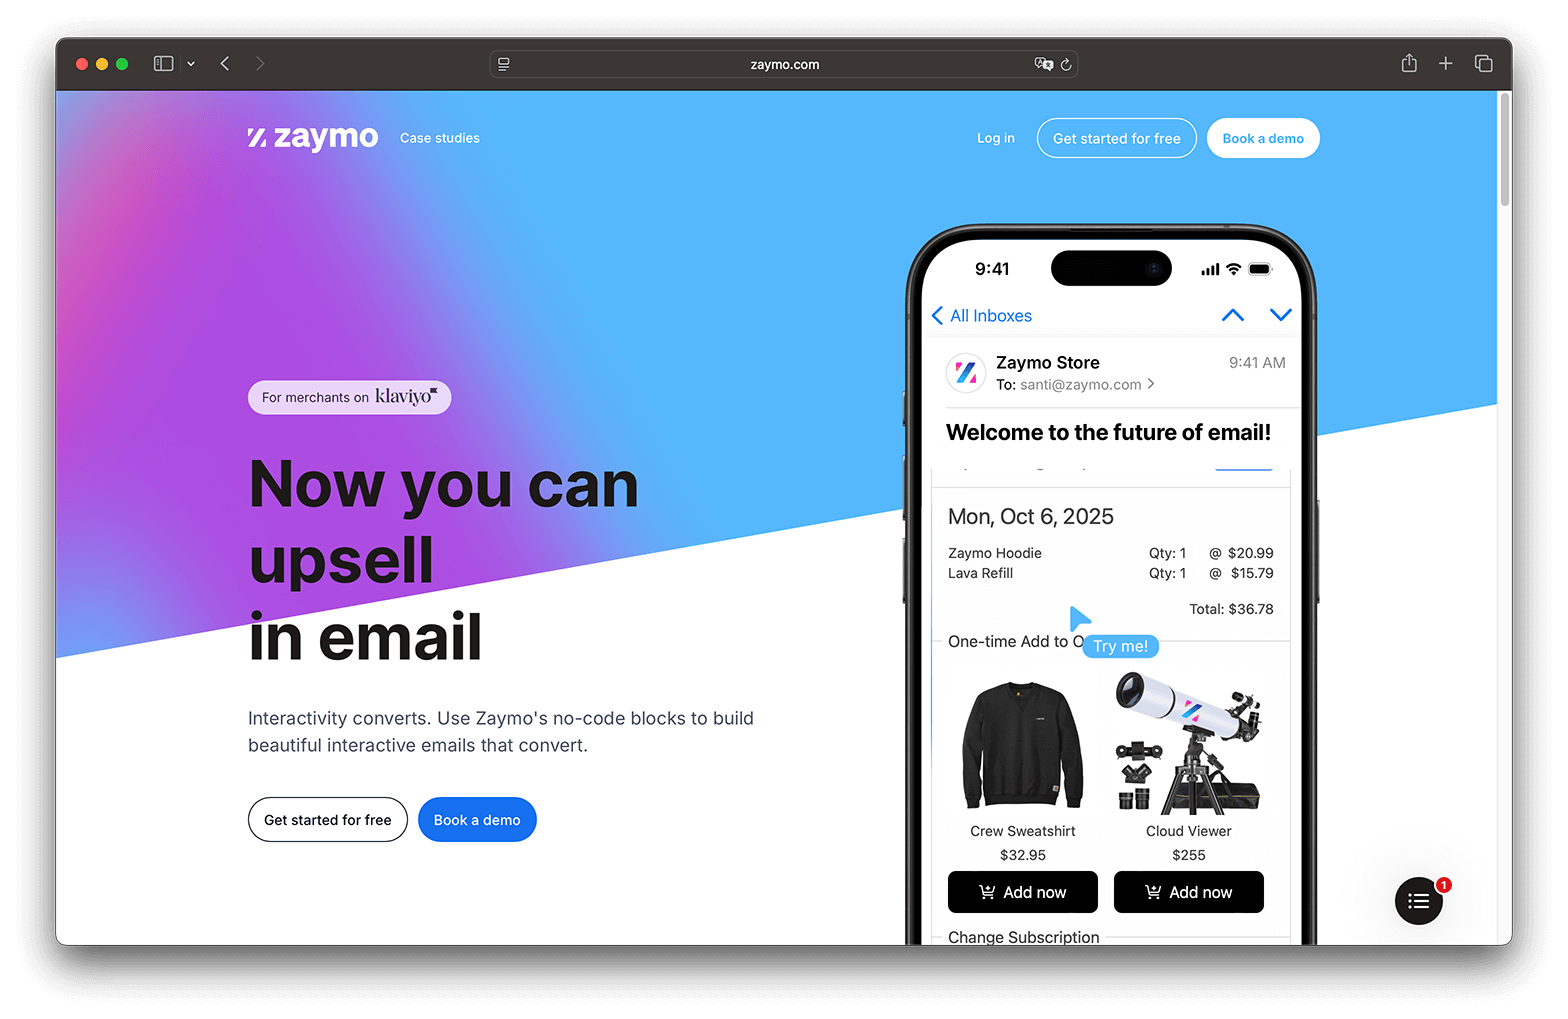 zaymo.com
zaymo
Case studies
Log in
Get started for free
Book a demo
For merchants on klaviyo
Now you can
upsell
in email
Interactivity converts. Use Zaymo's no-code blocks to build
beautiful interactive emails that convert.
Get started for free
Book a demo
9:41
All Inboxes
Zaymo Store
9:41 AM
To: santi@zaymo.com
Welcome to the future of email!
Mon, Oct 6, 2025
Zaymo Hoodie Qty: 1 @ $20.99
Lava Refill Qty: 1 @ $15.79
Total: $36.78
One-time Add to
Try me!
Crew Sweatshirt
$32.95
Add now
Cloud Viewer
$255
Add now
Change Subscription
1